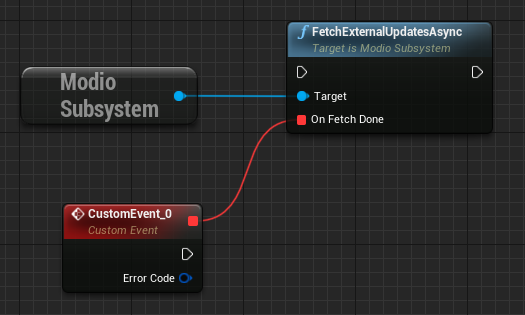 FetchExternalUpdatesAsync
Target is Modio Subsystem
Modio
Subsystem
Target
On Fetch Done
CustomEvent_0
Custom Event
Error Code